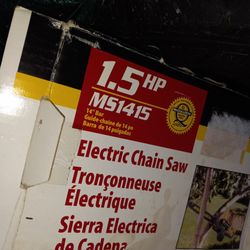 1.5 HP
MS1415
14" Bar
Guide-chaîne de 14 po
Barra de 14 pulgadas
Electric Chain Saw
Tronçonneuse
Électrique
Sierra Electrica
de Cadena